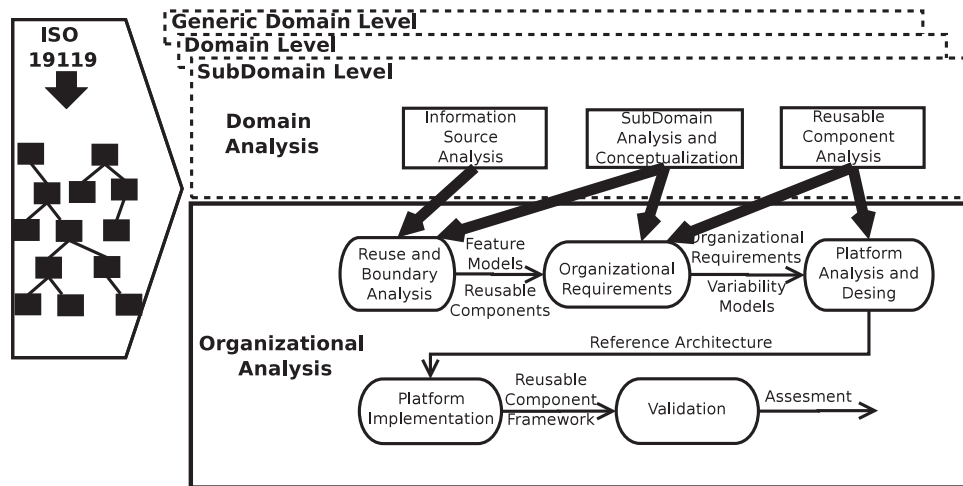 ISO
19119
Generic Domain Level
Domain Level
SubDomain Level
Domain
Analysis
Information
Source
Analysis
SubDomain
Analysis and
Conceptualization
Reusable
Component
Analysis
Reuse and
Boundary
Analysis
Feature
Models
Reusable
Components
Organizational
Requirements
Organizational
Requirements
Variability
Models
Platform
Analysis and
Desing
Organizational
Analysis
Reference Architecture
Platform
Implementation
Reusable
Component
Framework
Validation
Assesment